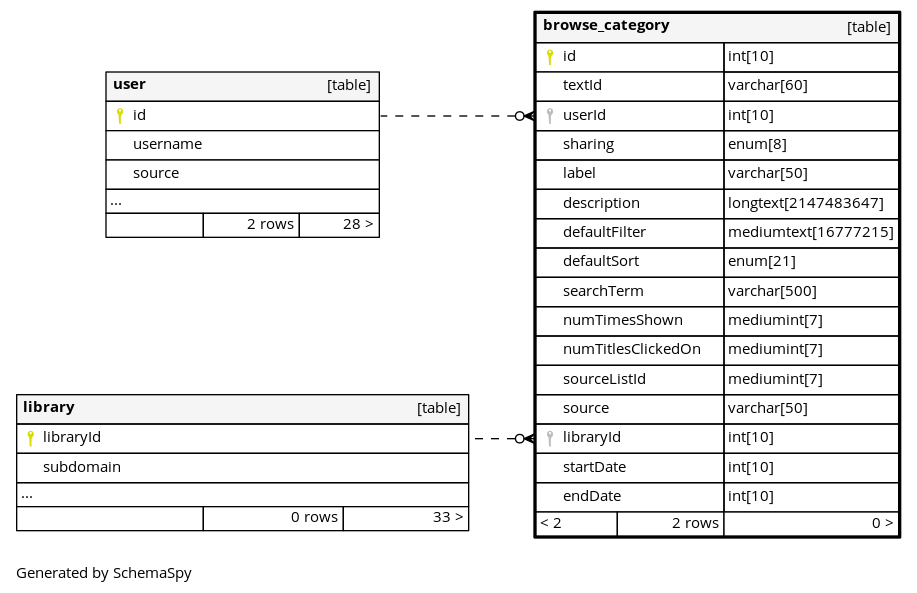 user [table]
id
username
source
...
2 rows 28 >
library [table]
libraryId
subdomain
...
0 rows 33 >
browse_category [table]
id int[10]
textId varchar[60]
userId int[10]
sharing enum[8]
label varchar[50]
description longtext[2147483647]
defaultFilter mediumtext[16777215]
defaultSort enum[21]
searchTerm varchar[500]
numTimesShown mediumint[7]
numTitlesClickedOn mediumint[7]
sourceListId mediumint[7]
source varchar[50]
libraryId int[10]
startDate int[10]
endDate int[10]
< 2 2 rows 0 >
Generated by SchemaSpy